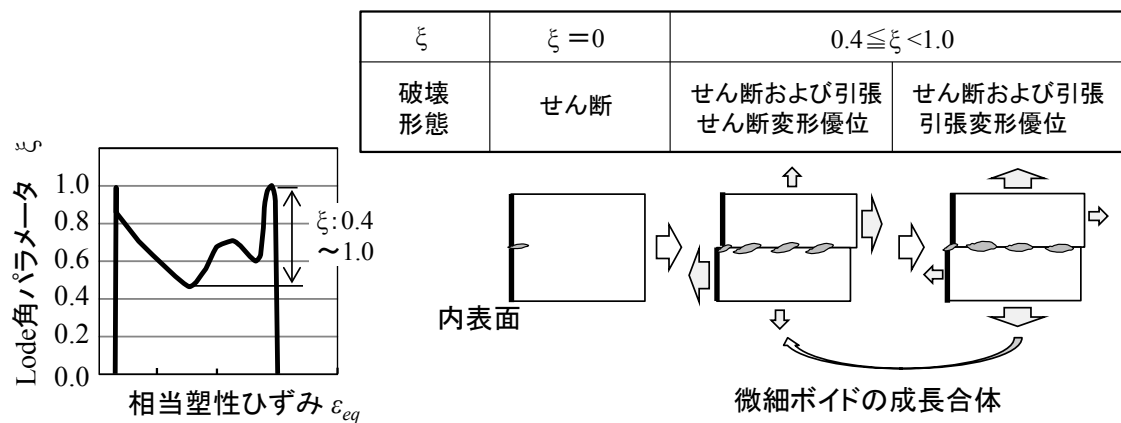 ξ
ξ=0
0.4≦ξ<1.0
破壊
形態
せん断
せん断および引張
せん断変形優位
せん断および引張
引張変形優位
Lode角パラメータ ξ
1.0
0.8
0.6
0.4
0.2
0.0
ξ:0.4
~1.0
相当塑性ひずみ εeq
内表面
微細ボイドの成長合体